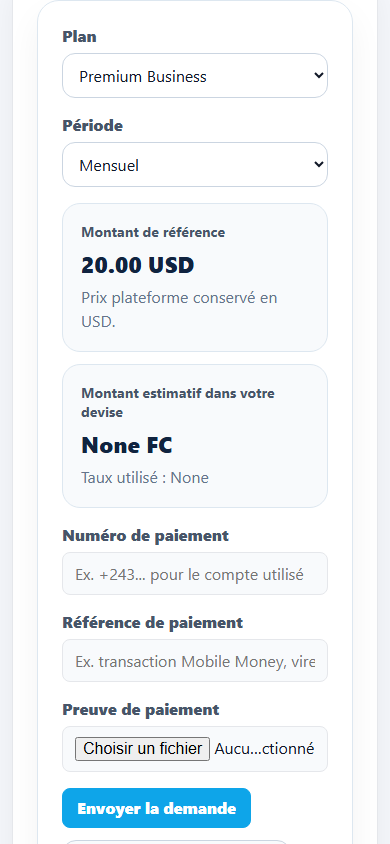 Plan
Premium Business
Période
Mensuel
Montant de référence
20.00 USD
Prix plateforme conservé en
USD.
Montant estimatif dans votre
devise
None FC
Taux utilisé : None
Numéro de paiement
Ex. +243... pour le compte utilisé
Référence de paiement
Ex. transaction Mobile Money, vire
Preuve de paiement
Choisir un fichier Aucu...ctionné
Envoyer la demande